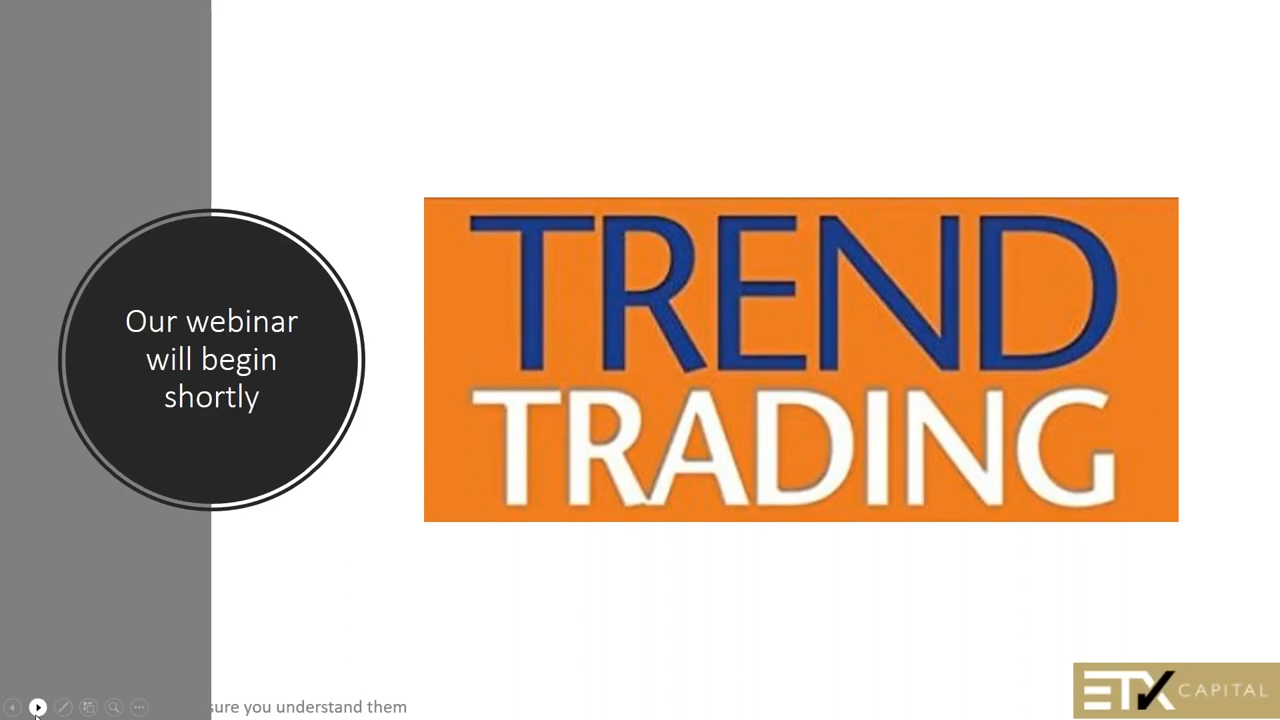 Our webinar
will begin
shortly
TREND
TRADING
sure you understand them
ETX CAPITAL